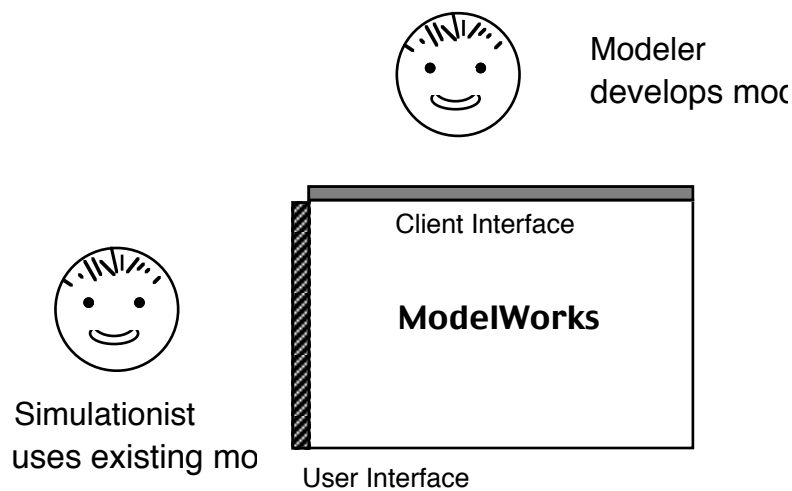 Modeler
develops
Client Interface
ModelWorks
Simulationist
uses existing
User Interface